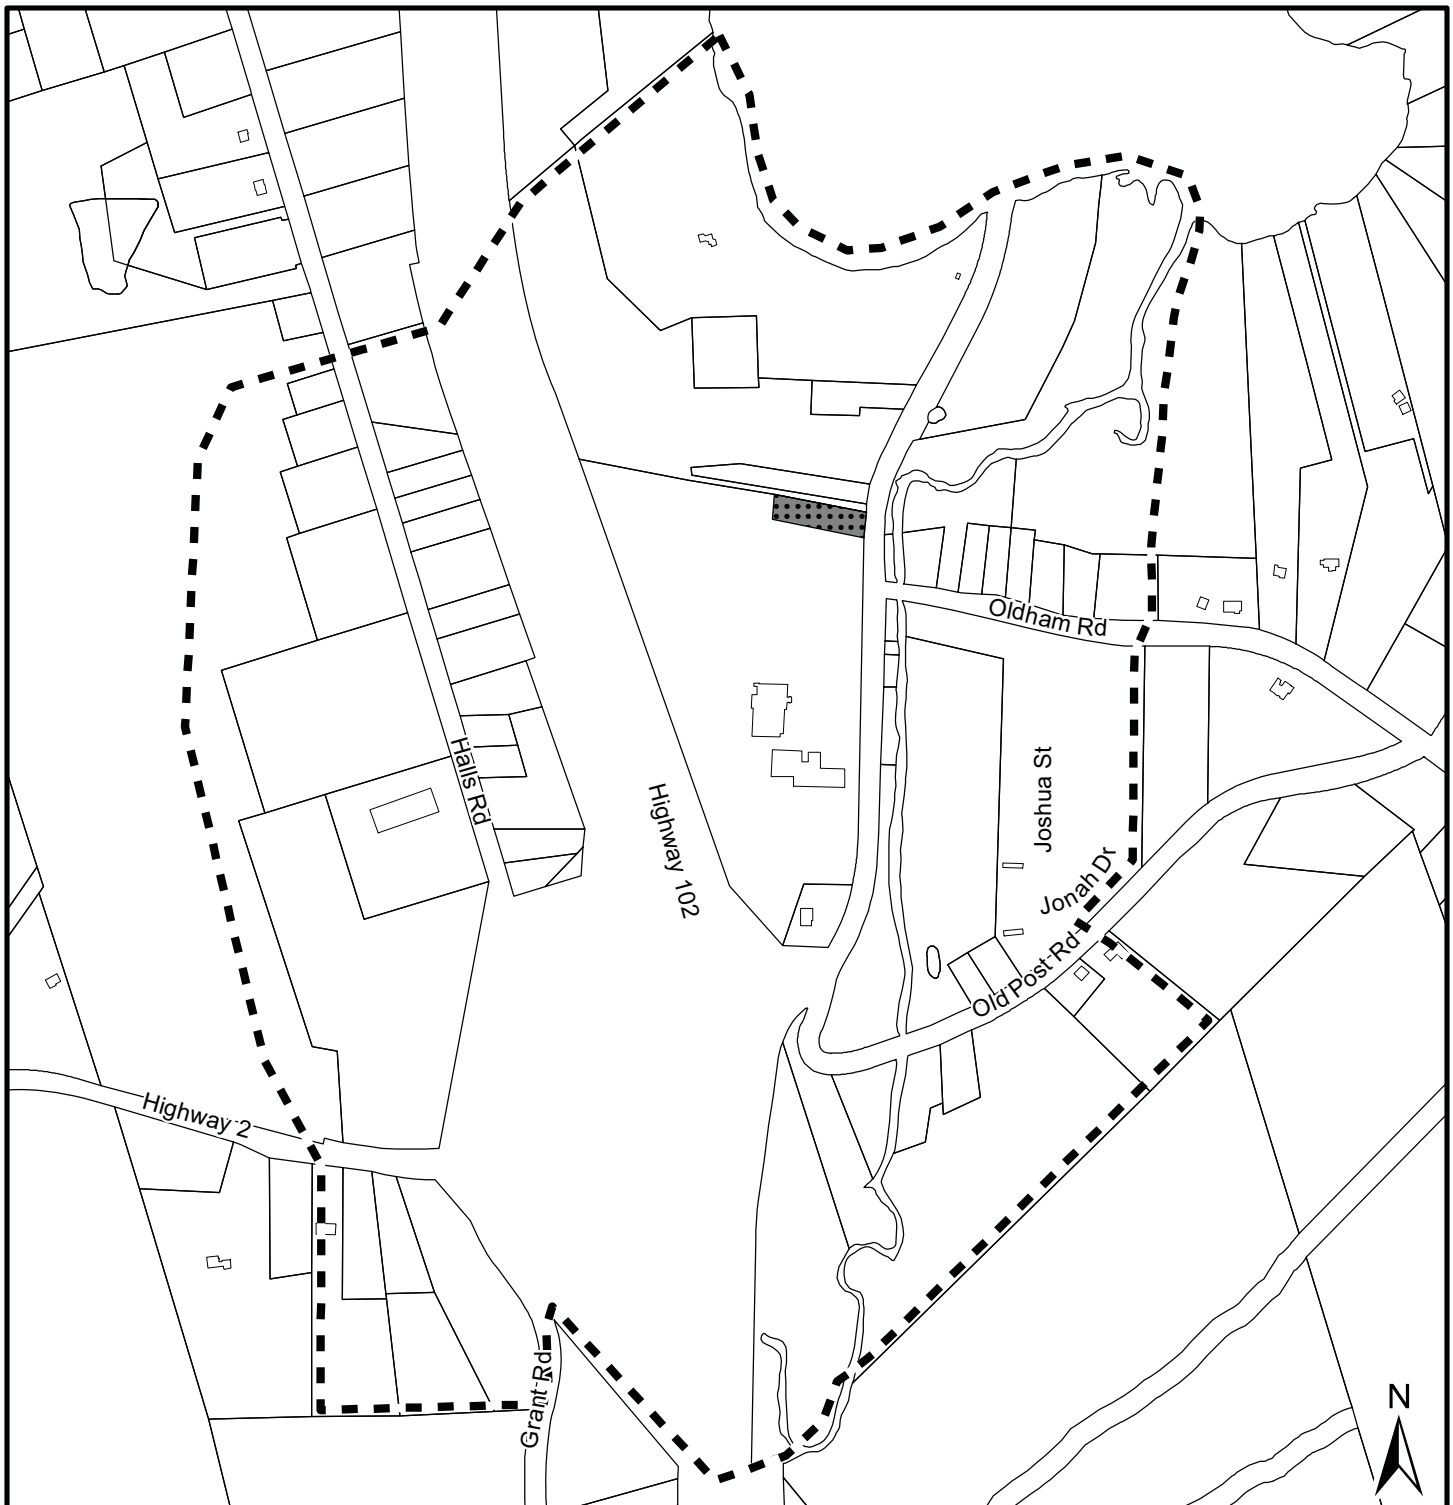 Oldham Rd
Halls Rd
Joshua St
Highway 102
Jonah Dr
Old Post Rd
Highway 2
Grant Rd
N